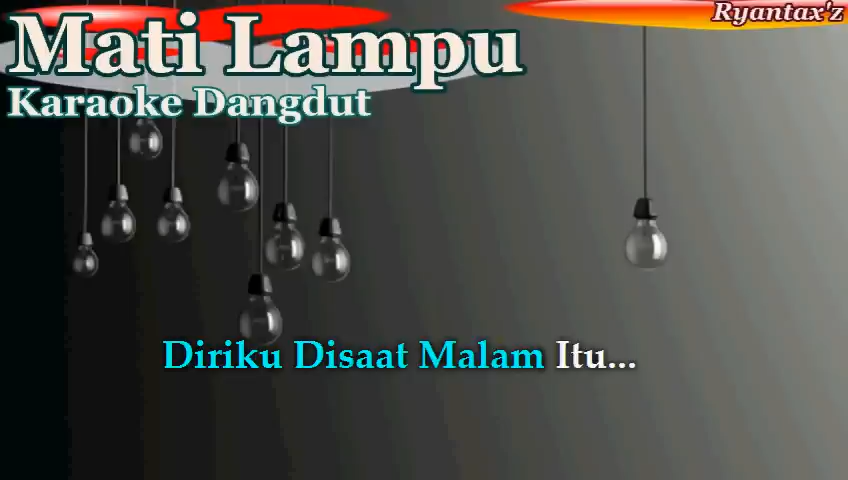 Mati Lampu
Ryantax'z
Karaoke Dangdut
Diriku Disaat Malam Itu...